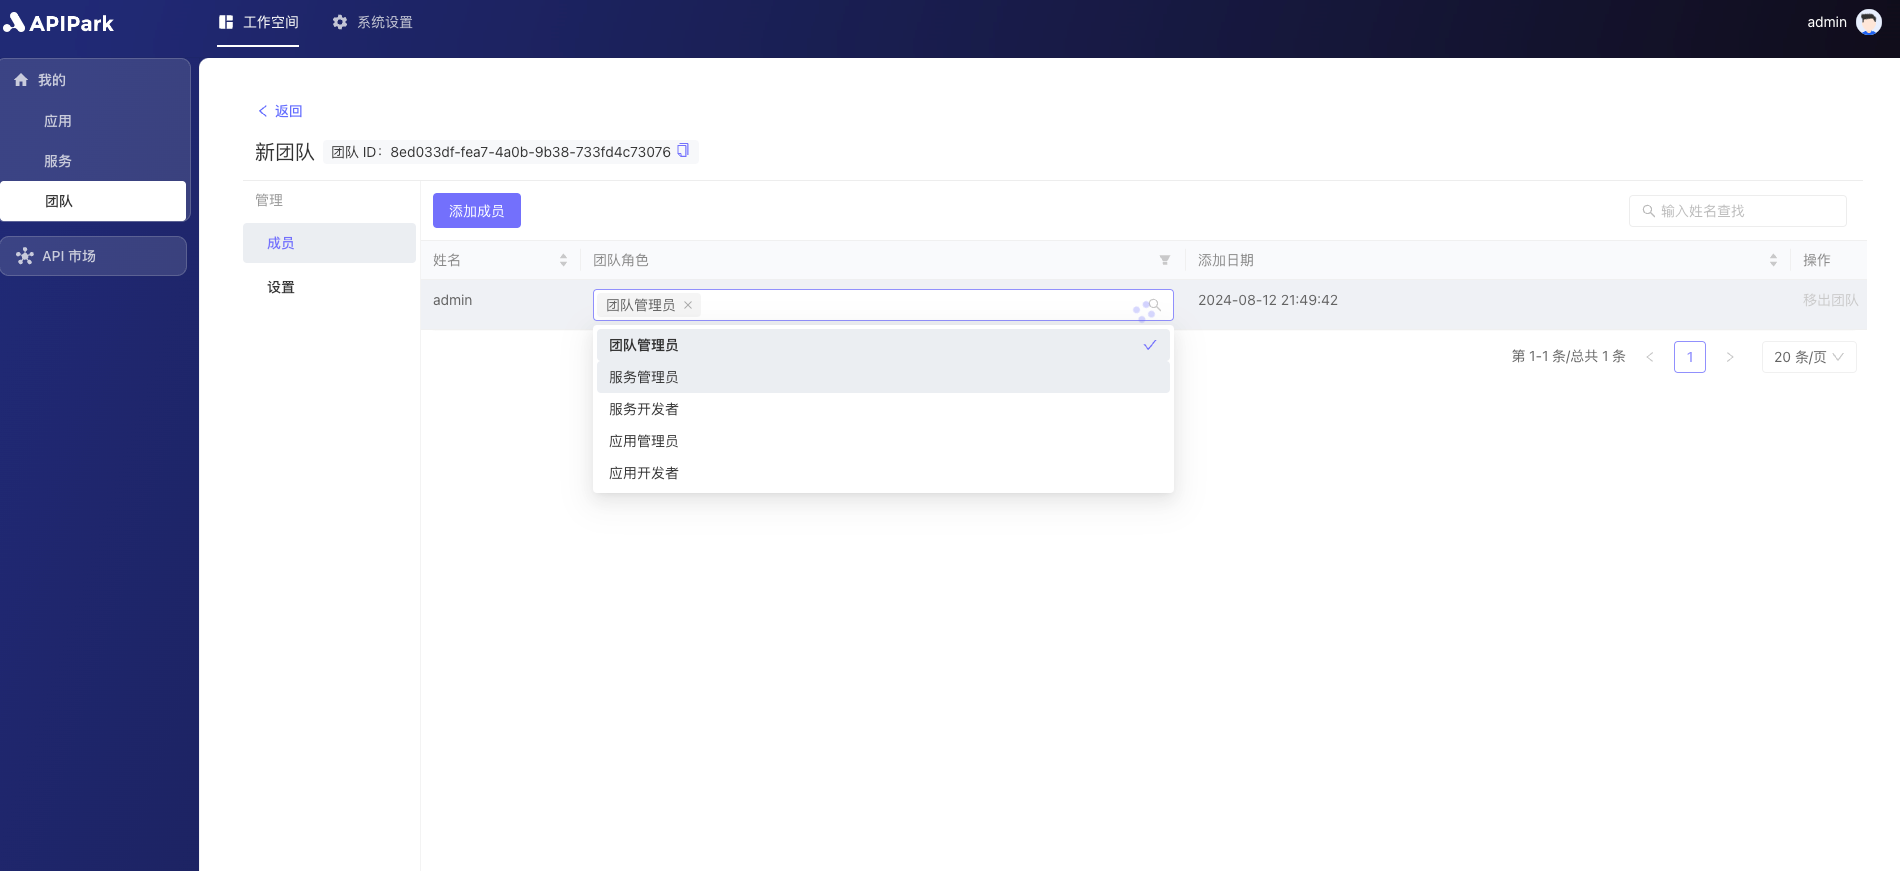 APIPark
工作空间
系统设置
admin
我的
应用
服务
团队
API 市场
返回
新团队
团队 ID：8ed033df-fea7-4a0b-9b38-733fd4c73076
管理
成员
设置
添加成员
输入姓名查找
姓名
团队角色
添加日期
操作
admin
团队管理员
2024-08-12 21:49:42
移出团队
团队管理员
服务管理员
服务开发者
应用管理员
应用开发者
第 1-1 条/总共 1 条
1
20 条/页